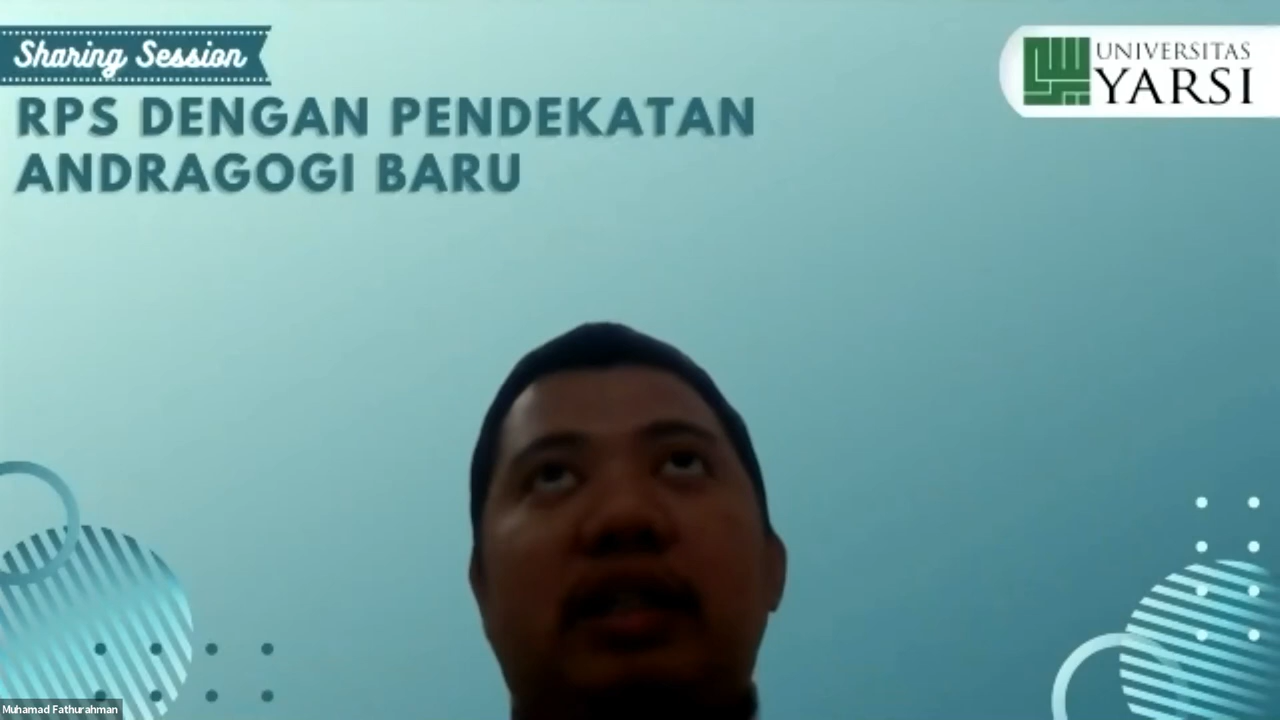 Sharing Session
RPS DENGAN PENDEKATAN
ANDRAGOGI BARU
UNIVERSITAS
YARSI
Muhamad Fathurahman